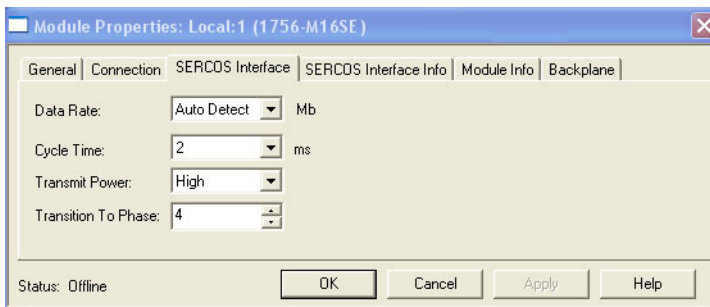 Module Properties: Local:1 (1756-M16SE)
General Connection SERCOS Interface SERCOS Interface Info Module Info Backplane
Data Rate: Auto Detect Mb
Cycle Time: 2 ms
Transmit Power: High
Transition To Phase: 4
Status: Offline OK Cancel Apply Help